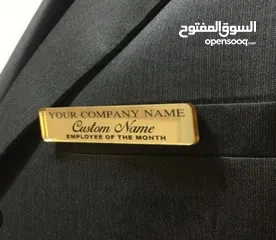 السوق المفتوح
opensooq.com
YOUR COMPANY NAME
Custom Name
EMPLOYEE OF THE MONTH